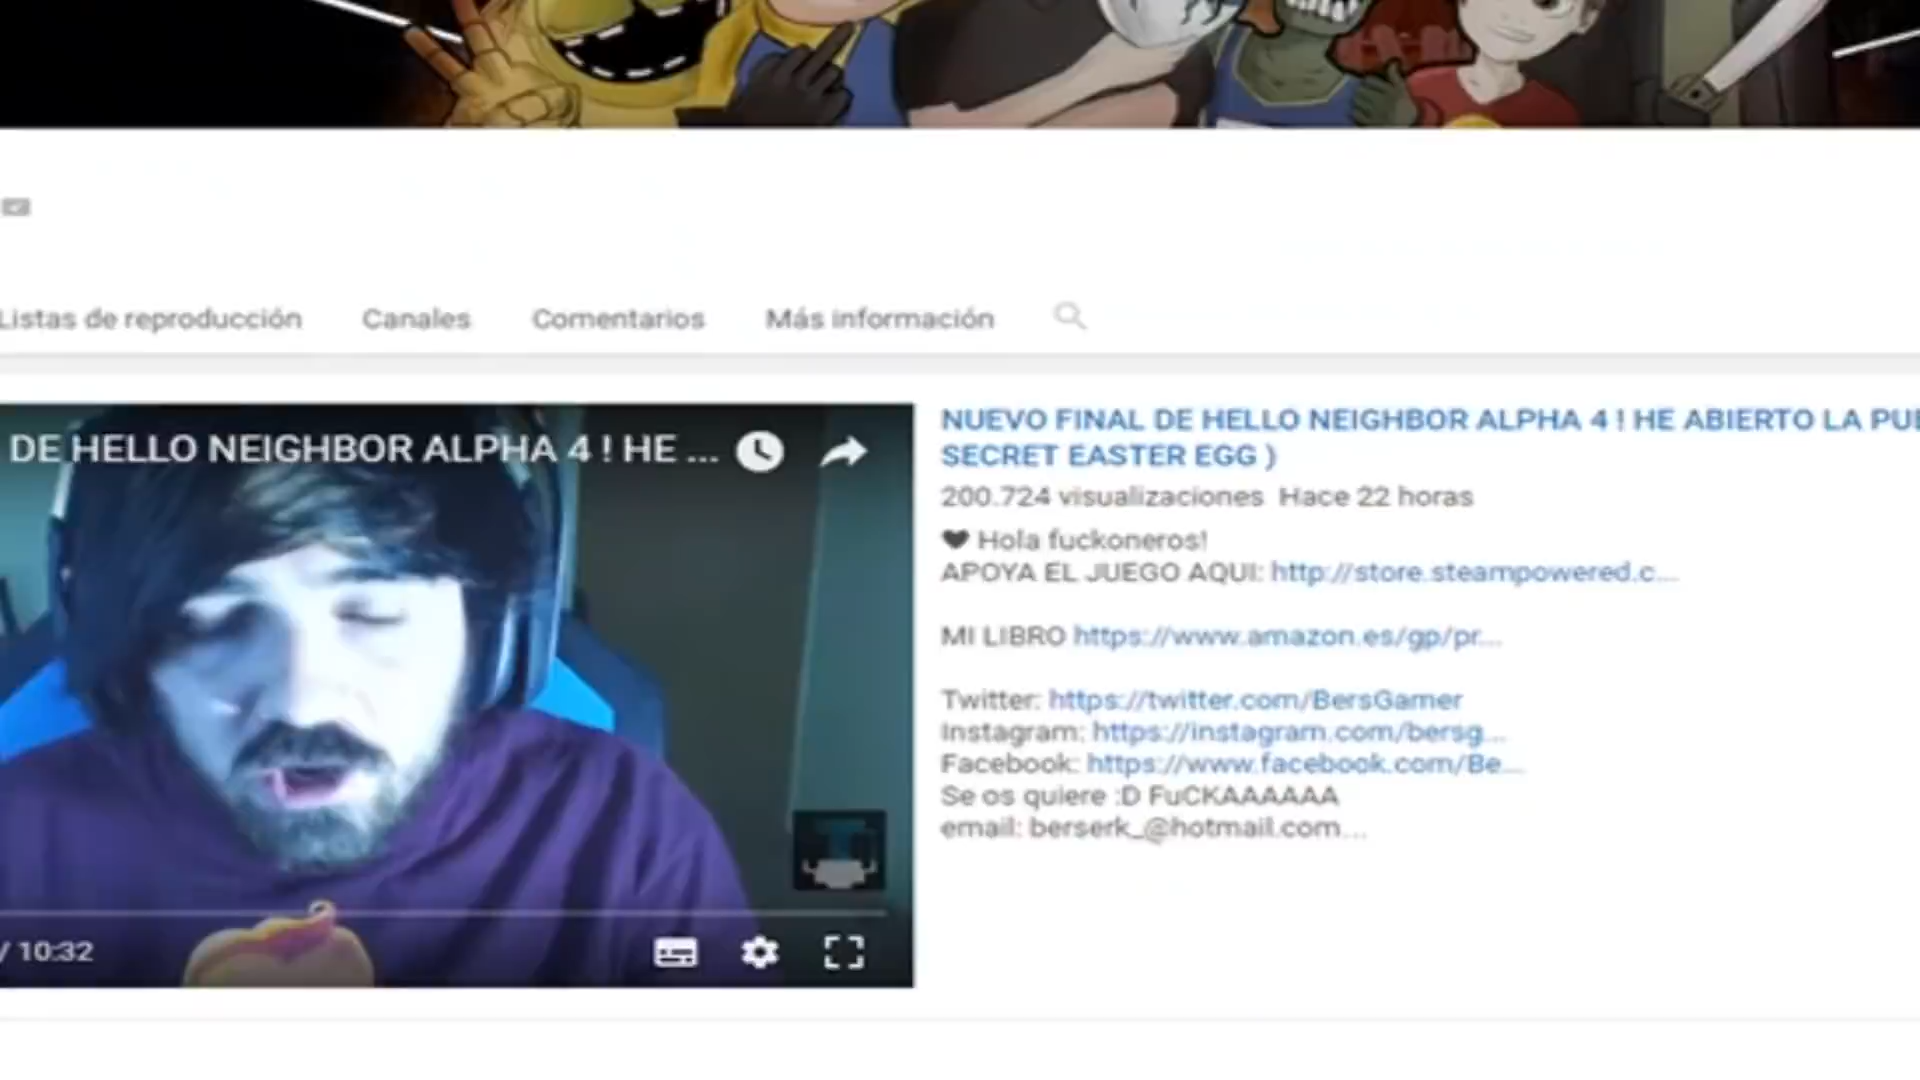 Listas de reproducción Canales Comentarios Más información
DE HELLO NEIGHBOR ALPHA 4 ! HE ...
/ 10:32
NUEVO FINAL DE HELLO NEIGHBOR ALPHA 4 ! HE ABIERTO LA
SECRET EASTER EGG )
200.724 visualizaciones Hace 22 horas
❤ Hola fuckoneros!
APOYA EL JUEGO AQUI: http://store.steampowered.c...
MI LIBRO https://www.amazon.es/gp/pr...
Twitter: https://twitter.com/BersGamer
Instagram: https://instagram.com/bersg...
Facebook: https://www.facebook.com/Be...
Se os quiere :D FuCKAAAAAA
email: berserk_@hotmail.com...